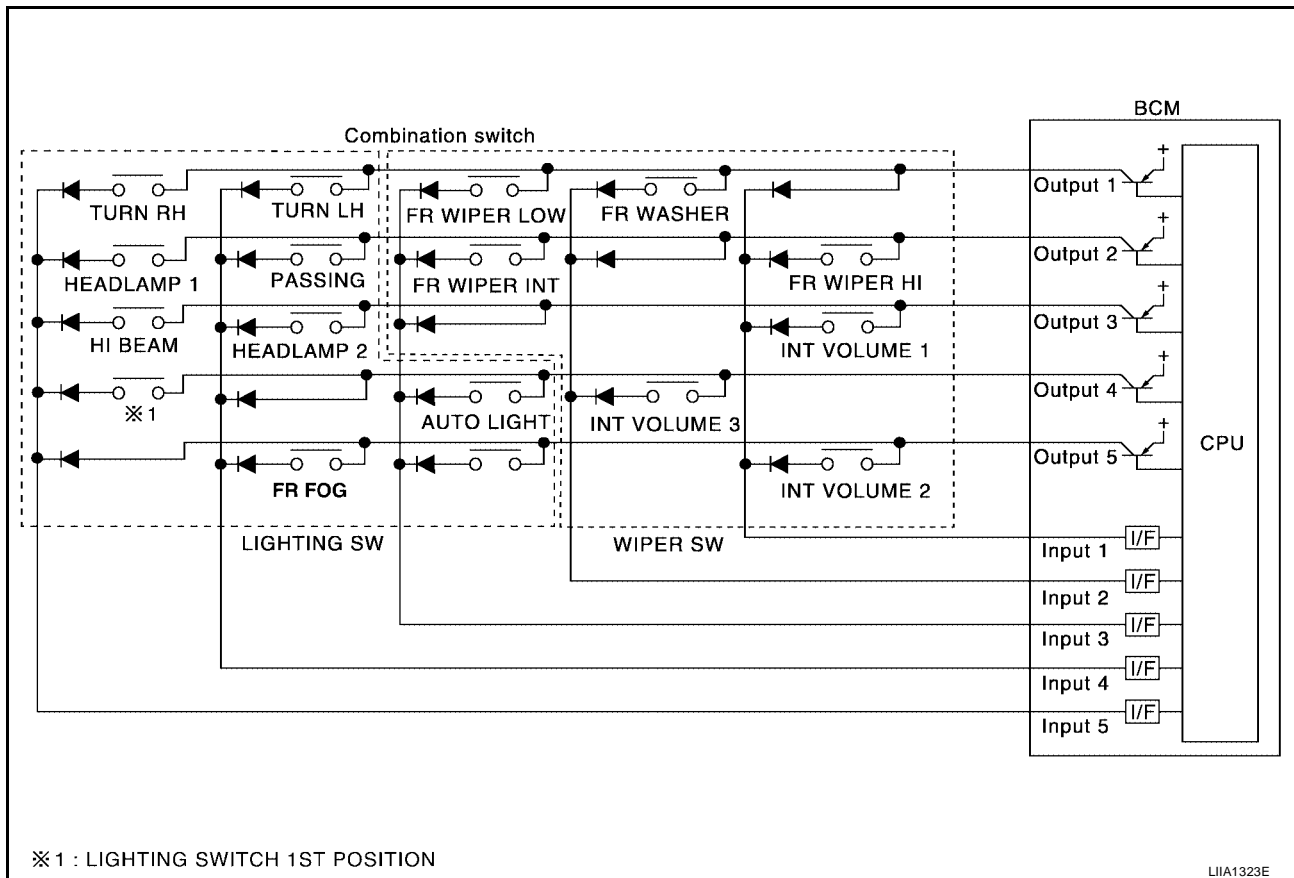 BCM
Combination switch
Output 1
TURN RH
TURN LH
FR WIPER LOW
FR WASHER
+
Output 2
HEADLAMP 1
PASSING
FR WIPER INT
FR WIPER HI
+
Output 3
HI BEAM
HEADLAMP 2
INT VOLUME 1
+
Output 4
※1
AUTO LIGHT
INT VOLUME 3
+
Output 5
CPU
FR FOG
INT VOLUME 2
+
LIGHTING SW
WIPER SW
Input 1
I/F
Input 2
I/F
Input 3
I/F
Input 4
I/F
Input 5
I/F
※1 : LIGHTING SWITCH 1ST POSITION
LIIA1323E